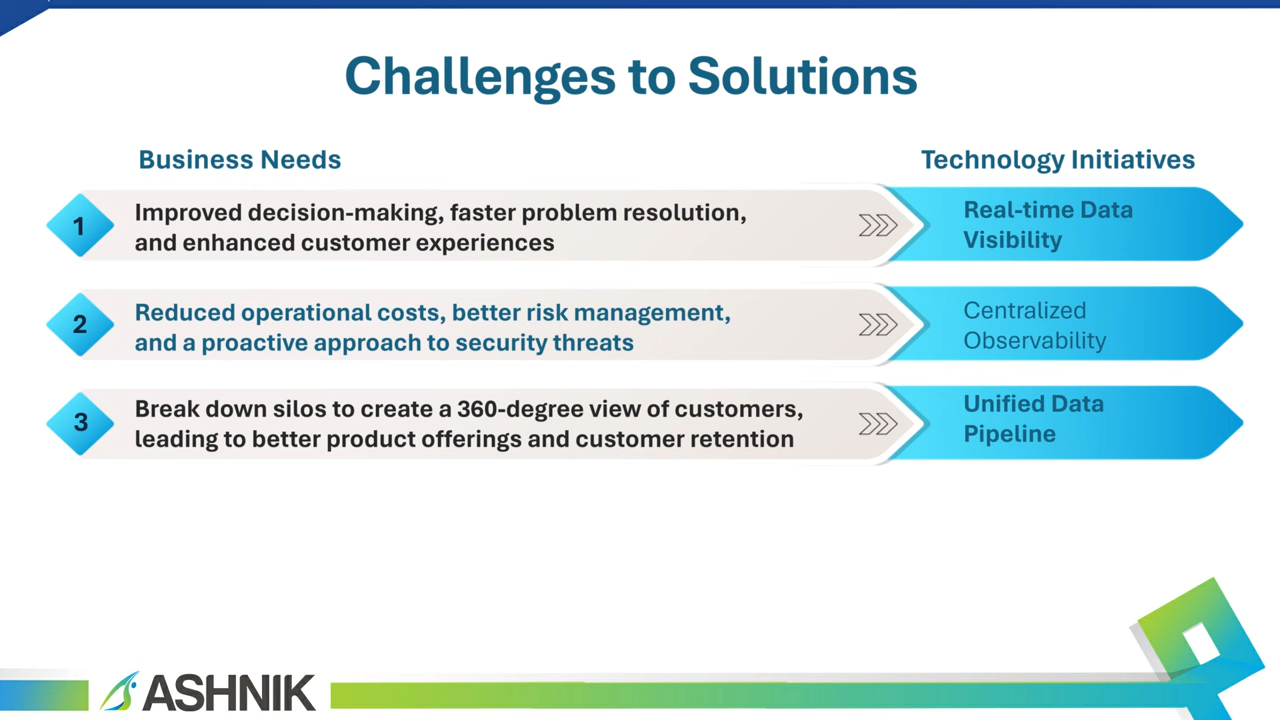 Challenges to Solutions
Business Needs
Technology Initiatives
1
Improved decision-making, faster problem resolution,
and enhanced customer experiences
Real-time Data
Visibility
2
Reduced operational costs, better risk management,
and a proactive approach to security threats
Centralized
Observability
3
Break down silos to create a 360-degree view of customers,
leading to better product offerings and customer retention
Unified Data
Pipeline
ASHNIK